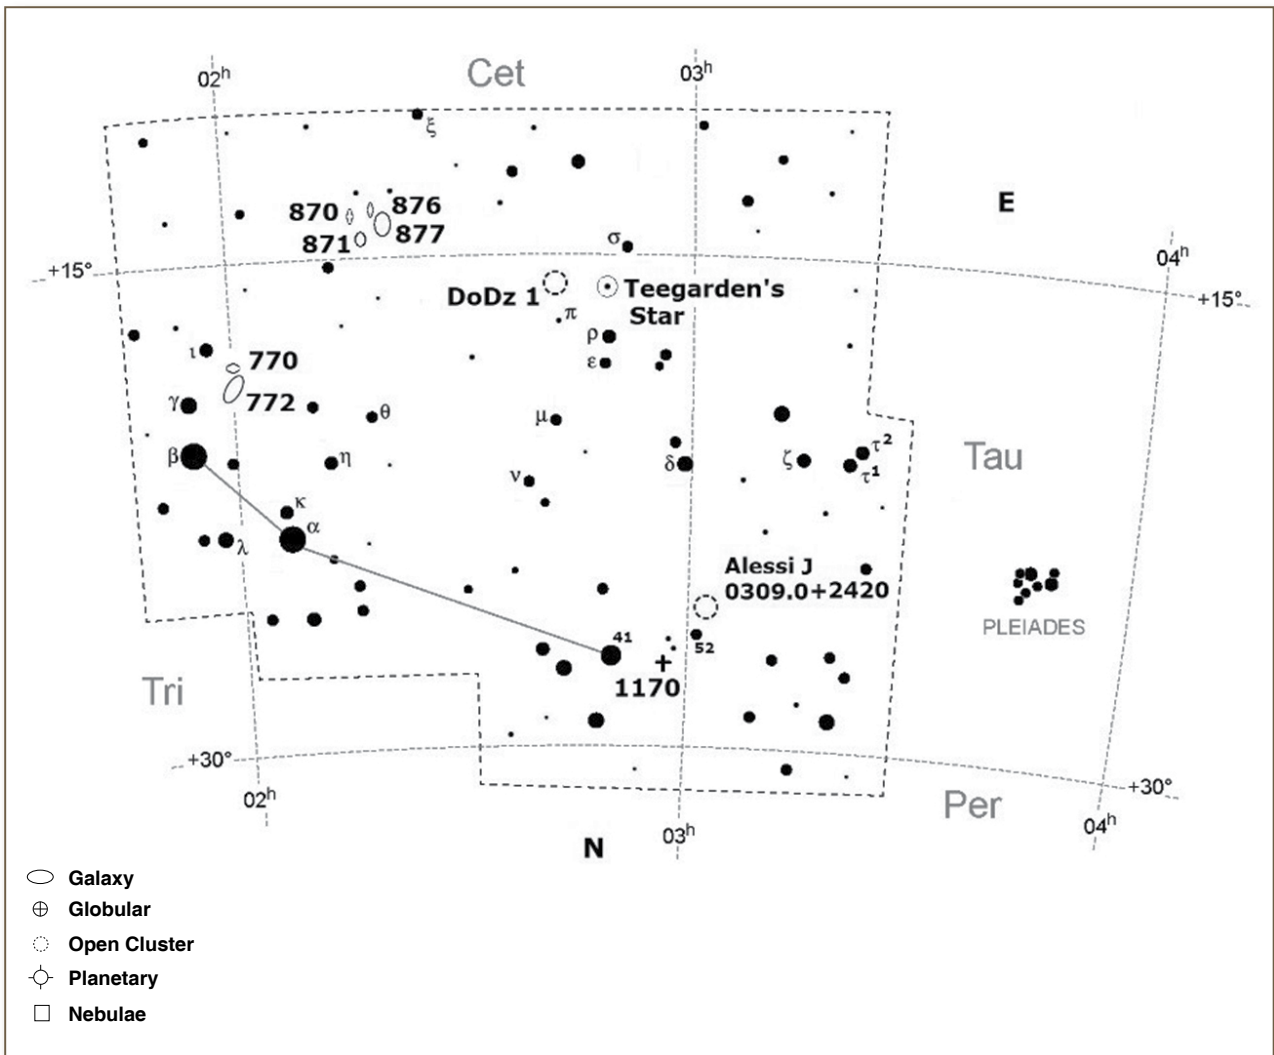 02h
Cet
03h
ξ
870
876
877
871
E
σ
04h
+15°
+15°
DoDz 1
Teegarden's
Star
π
ρ
ε
ι
770
772
γ
θ
μ
β
η
ν
δ
ζ
τ2
τ1
Tau
κ
α
λ
Alessi J
0309.0+2420
PLEIADES
41
52
1170
Tri
+30°
+30°
02h
03h
Per
04h
N
Galaxy
Globular
Open Cluster
Planetary
Nebulae